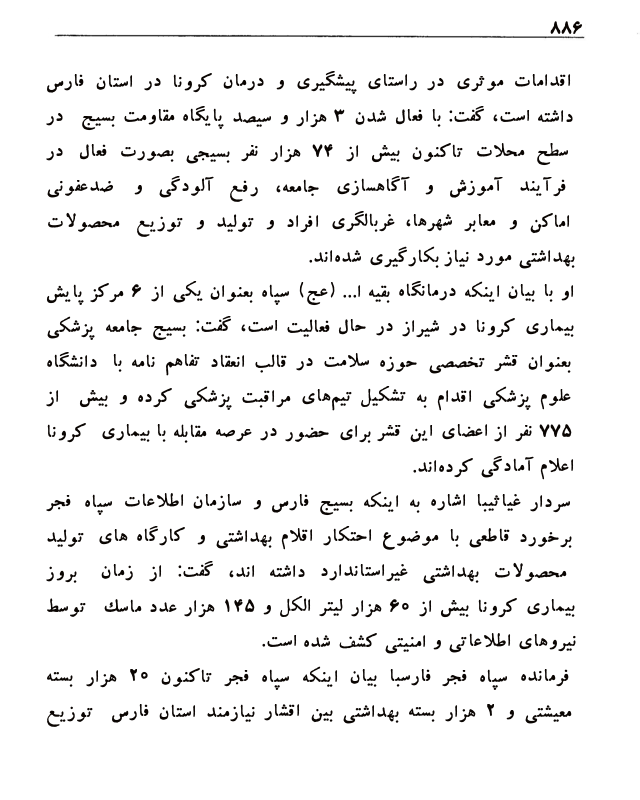 ۸۸۶
اقدامات موثری در راستای پیشگیری و درمان کرونا در استان فارس
داشته است، گفت: با فعال شدن ۳ هزار و سیصد پایگاه مقاومت بسیج در
سطح محلات تاکنون بیش از ۷۴ هزار نفر بسیجی بصورت فعال در
فرآیند آموزش و آگاهسازی جامعه، رفع آلودگی و ضدعفونی
اماکن و معابر شهرها، غربالگری افراد و تولید و توزیع محصولات
بهداشتی مورد نیاز بکارگیری شده‌اند.
او با بیان اینکه درمانگاه بقیه ا... (عج) سپاه بعنوان یکی از ۶ مرکز پایش
بیماری کرونا در شیراز در حال فعالیت است، گفت: بسیج جامعه پزشکی
بعنوان قشر تخصصی حوزه سلامت در قالب انعقاد تفاهم نامه با دانشگاه
علوم پزشکی اقدام به تشکیل تیم‌های مراقبت پزشکی کرده و بیش از
۷۷۵ نفر از اعضای این قشر برای حضور در عرصه مقابله با بیماری کرونا
اعلام آمادگی کرده‌اند.
سردار غیاثیبا اشاره به اینکه بسیج فارس و سازمان اطلاعات سپاه فجر
برخورد قاطعی با موضوع احتکار اقلام بهداشتی و کارگاه های تولید
محصولات بهداشتی غیراستاندارد داشته اند، گفت: از زمان بروز
بیماری کرونا بیش از ۶۰ هزار لیتر الکل و ۱۴۵ هزار عدد ماسك توسط
نیروهای اطلاعاتی و امنیتی کشف شده است.
فرمانده سپاه فجر فارسبا بیان اینکه سپاه فجر تاکنون ۲۰ هزار بسته
معیشتی و ۲ هزار بسته بهداشتی بین اقشار نیازمند استان فارس توزیع